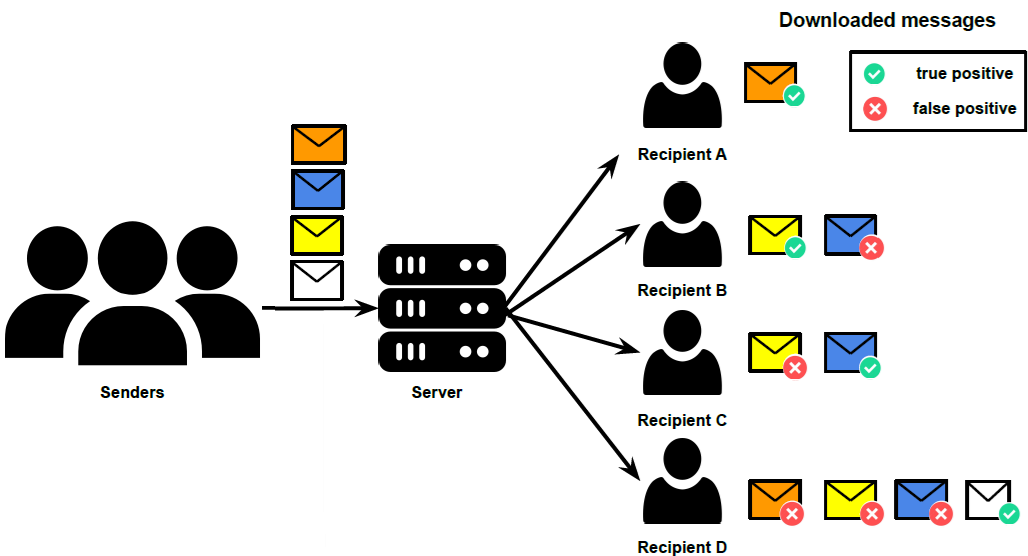 Downloaded messages
true positive
false positive
Recipient A
Recipient B
Senders
Server
Recipient C
Recipient D